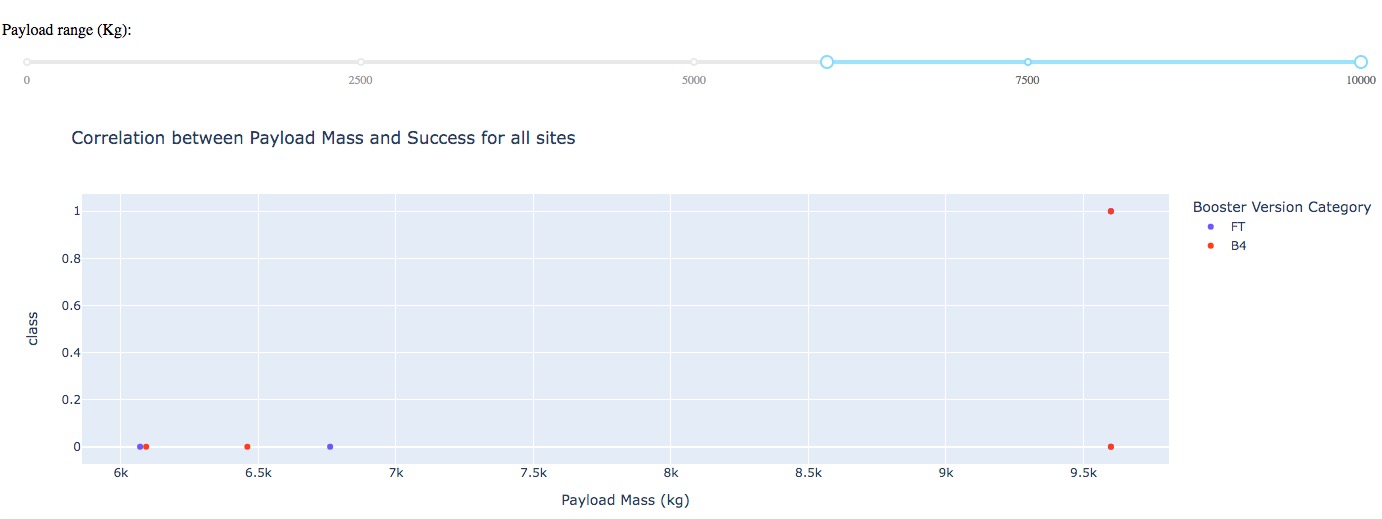 Payload range (Kg):
0 2500 5000 7500 10000
Correlation between Payload Mass and Success for all sites
Booster Version Category
FT
B4
class
1
0.8
0.6
0.4
0.2
0
6k 6.5k 7k 7.5k 8k 8.5k 9k 9.5k
Payload Mass (kg)